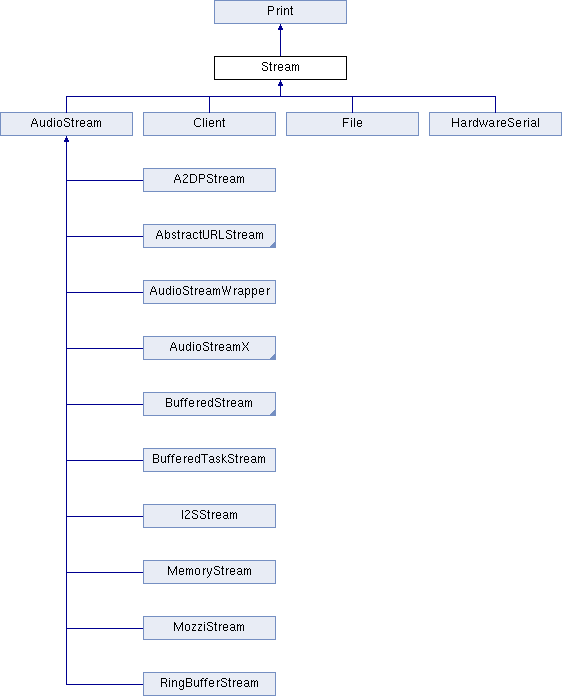 Print
Stream
AudioStream
Client
File
HardwareSerial
A2DPStream
AbstractURLStream
AudioStreamWrapper
AudioStreamX
BufferedStream
BufferedTaskStream
I2SStream
MemoryStream
MozziStream
RingBufferStream